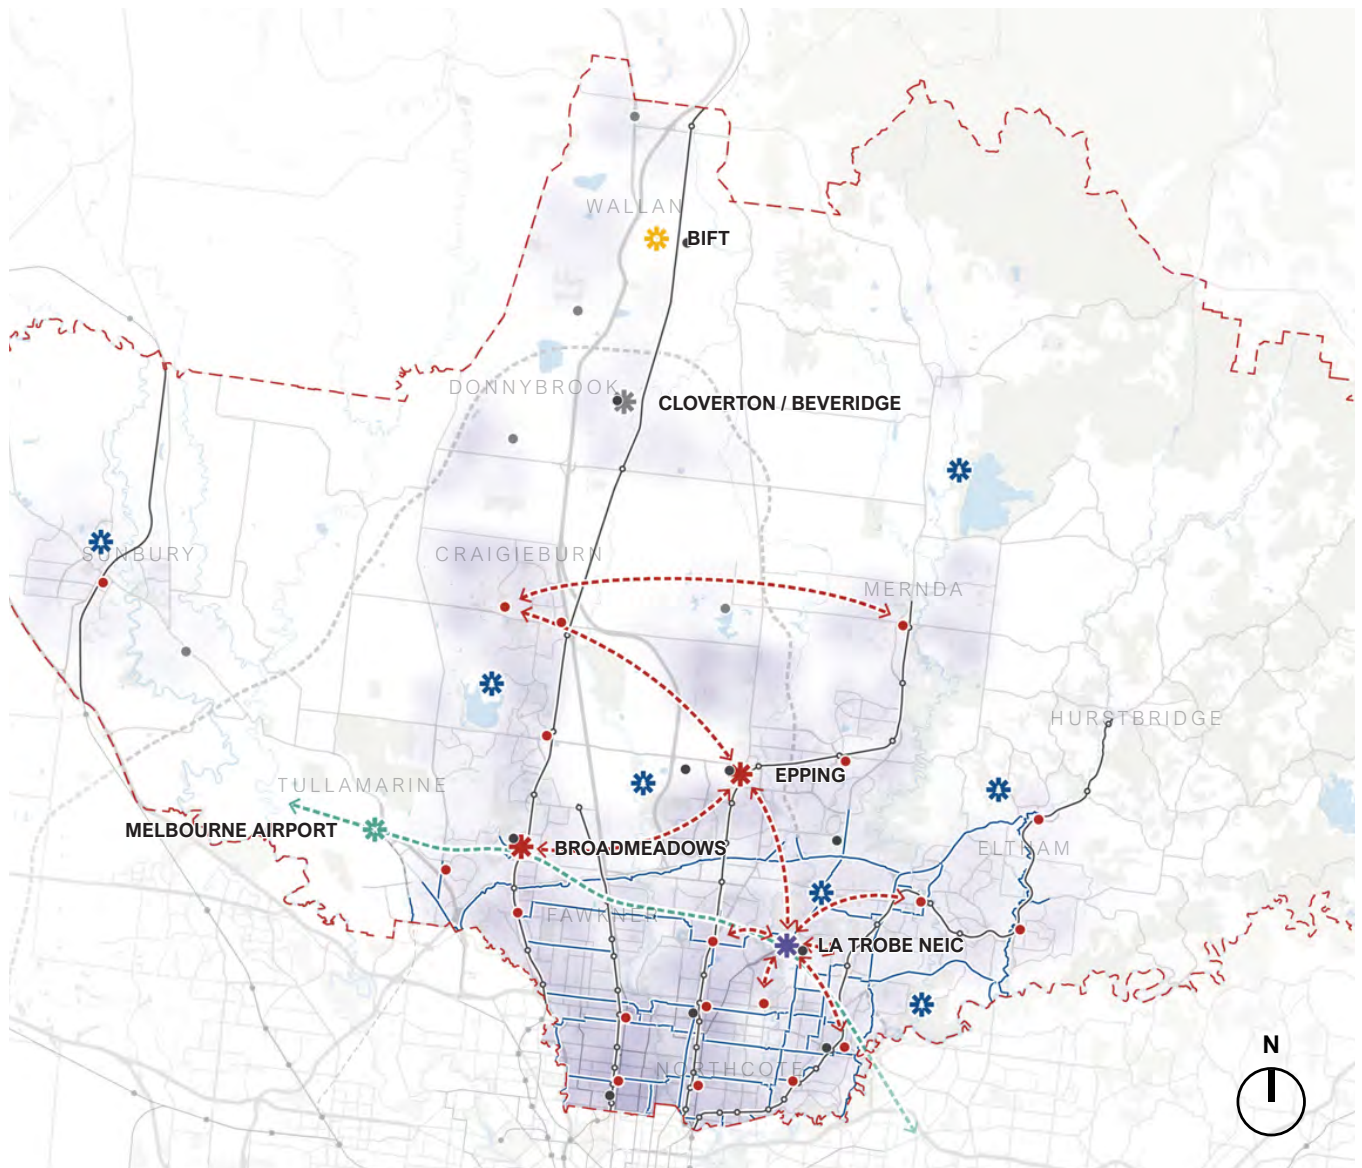 WALLAN
BIFT
DONNYBROOK
CLOVERTON / BEVERIDGE
SUNBURY
CRAIGIEBURN
MERNDA
HURSTBRIDGE
TULLAMARINE
EPPING
MELBOURNE AIRPORT
BROADMEADOWS
ELTHAM
FAWKNER
LA TROBE NEIC
NORTHCOTE
N